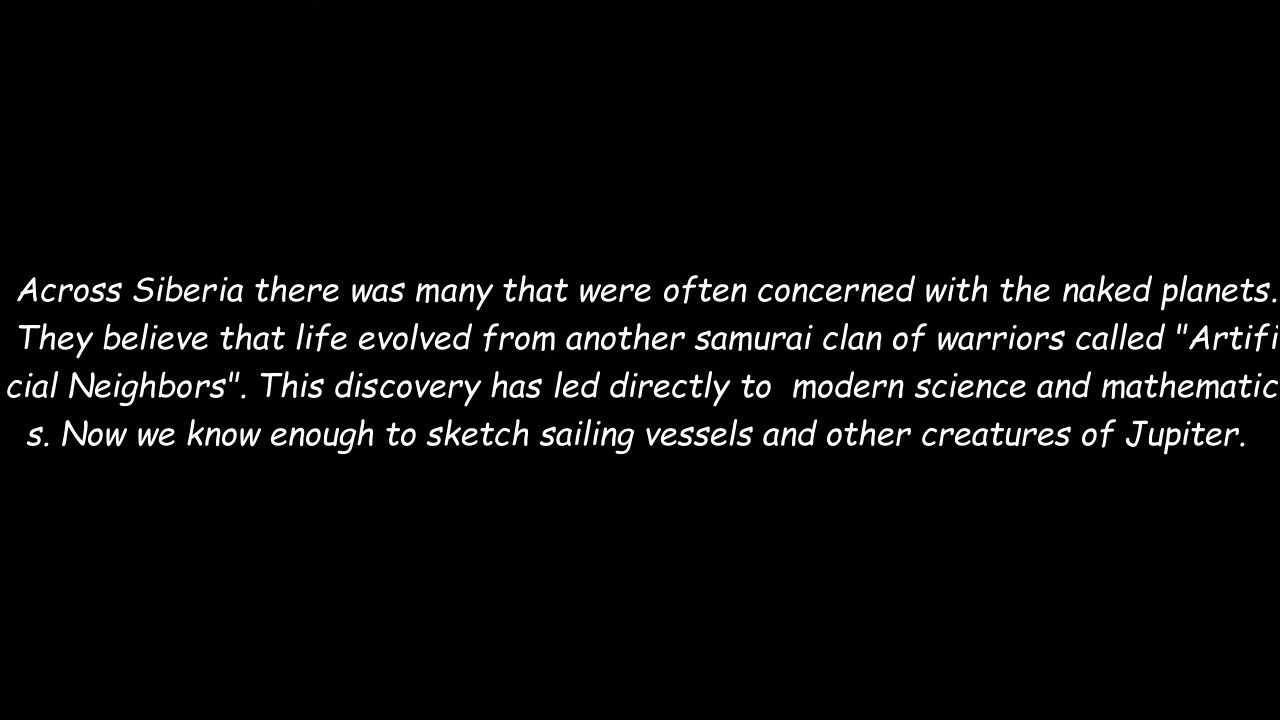 Across Siberia there was many that were often concerned with the naked planets.
They believe that life evolved from another samurai clan of warriors called "Artifi
cial Neighbors". This discovery has led directly to  modern science and mathematic
s. Now we know enough to sketch sailing vessels and other creatures of Jupiter.